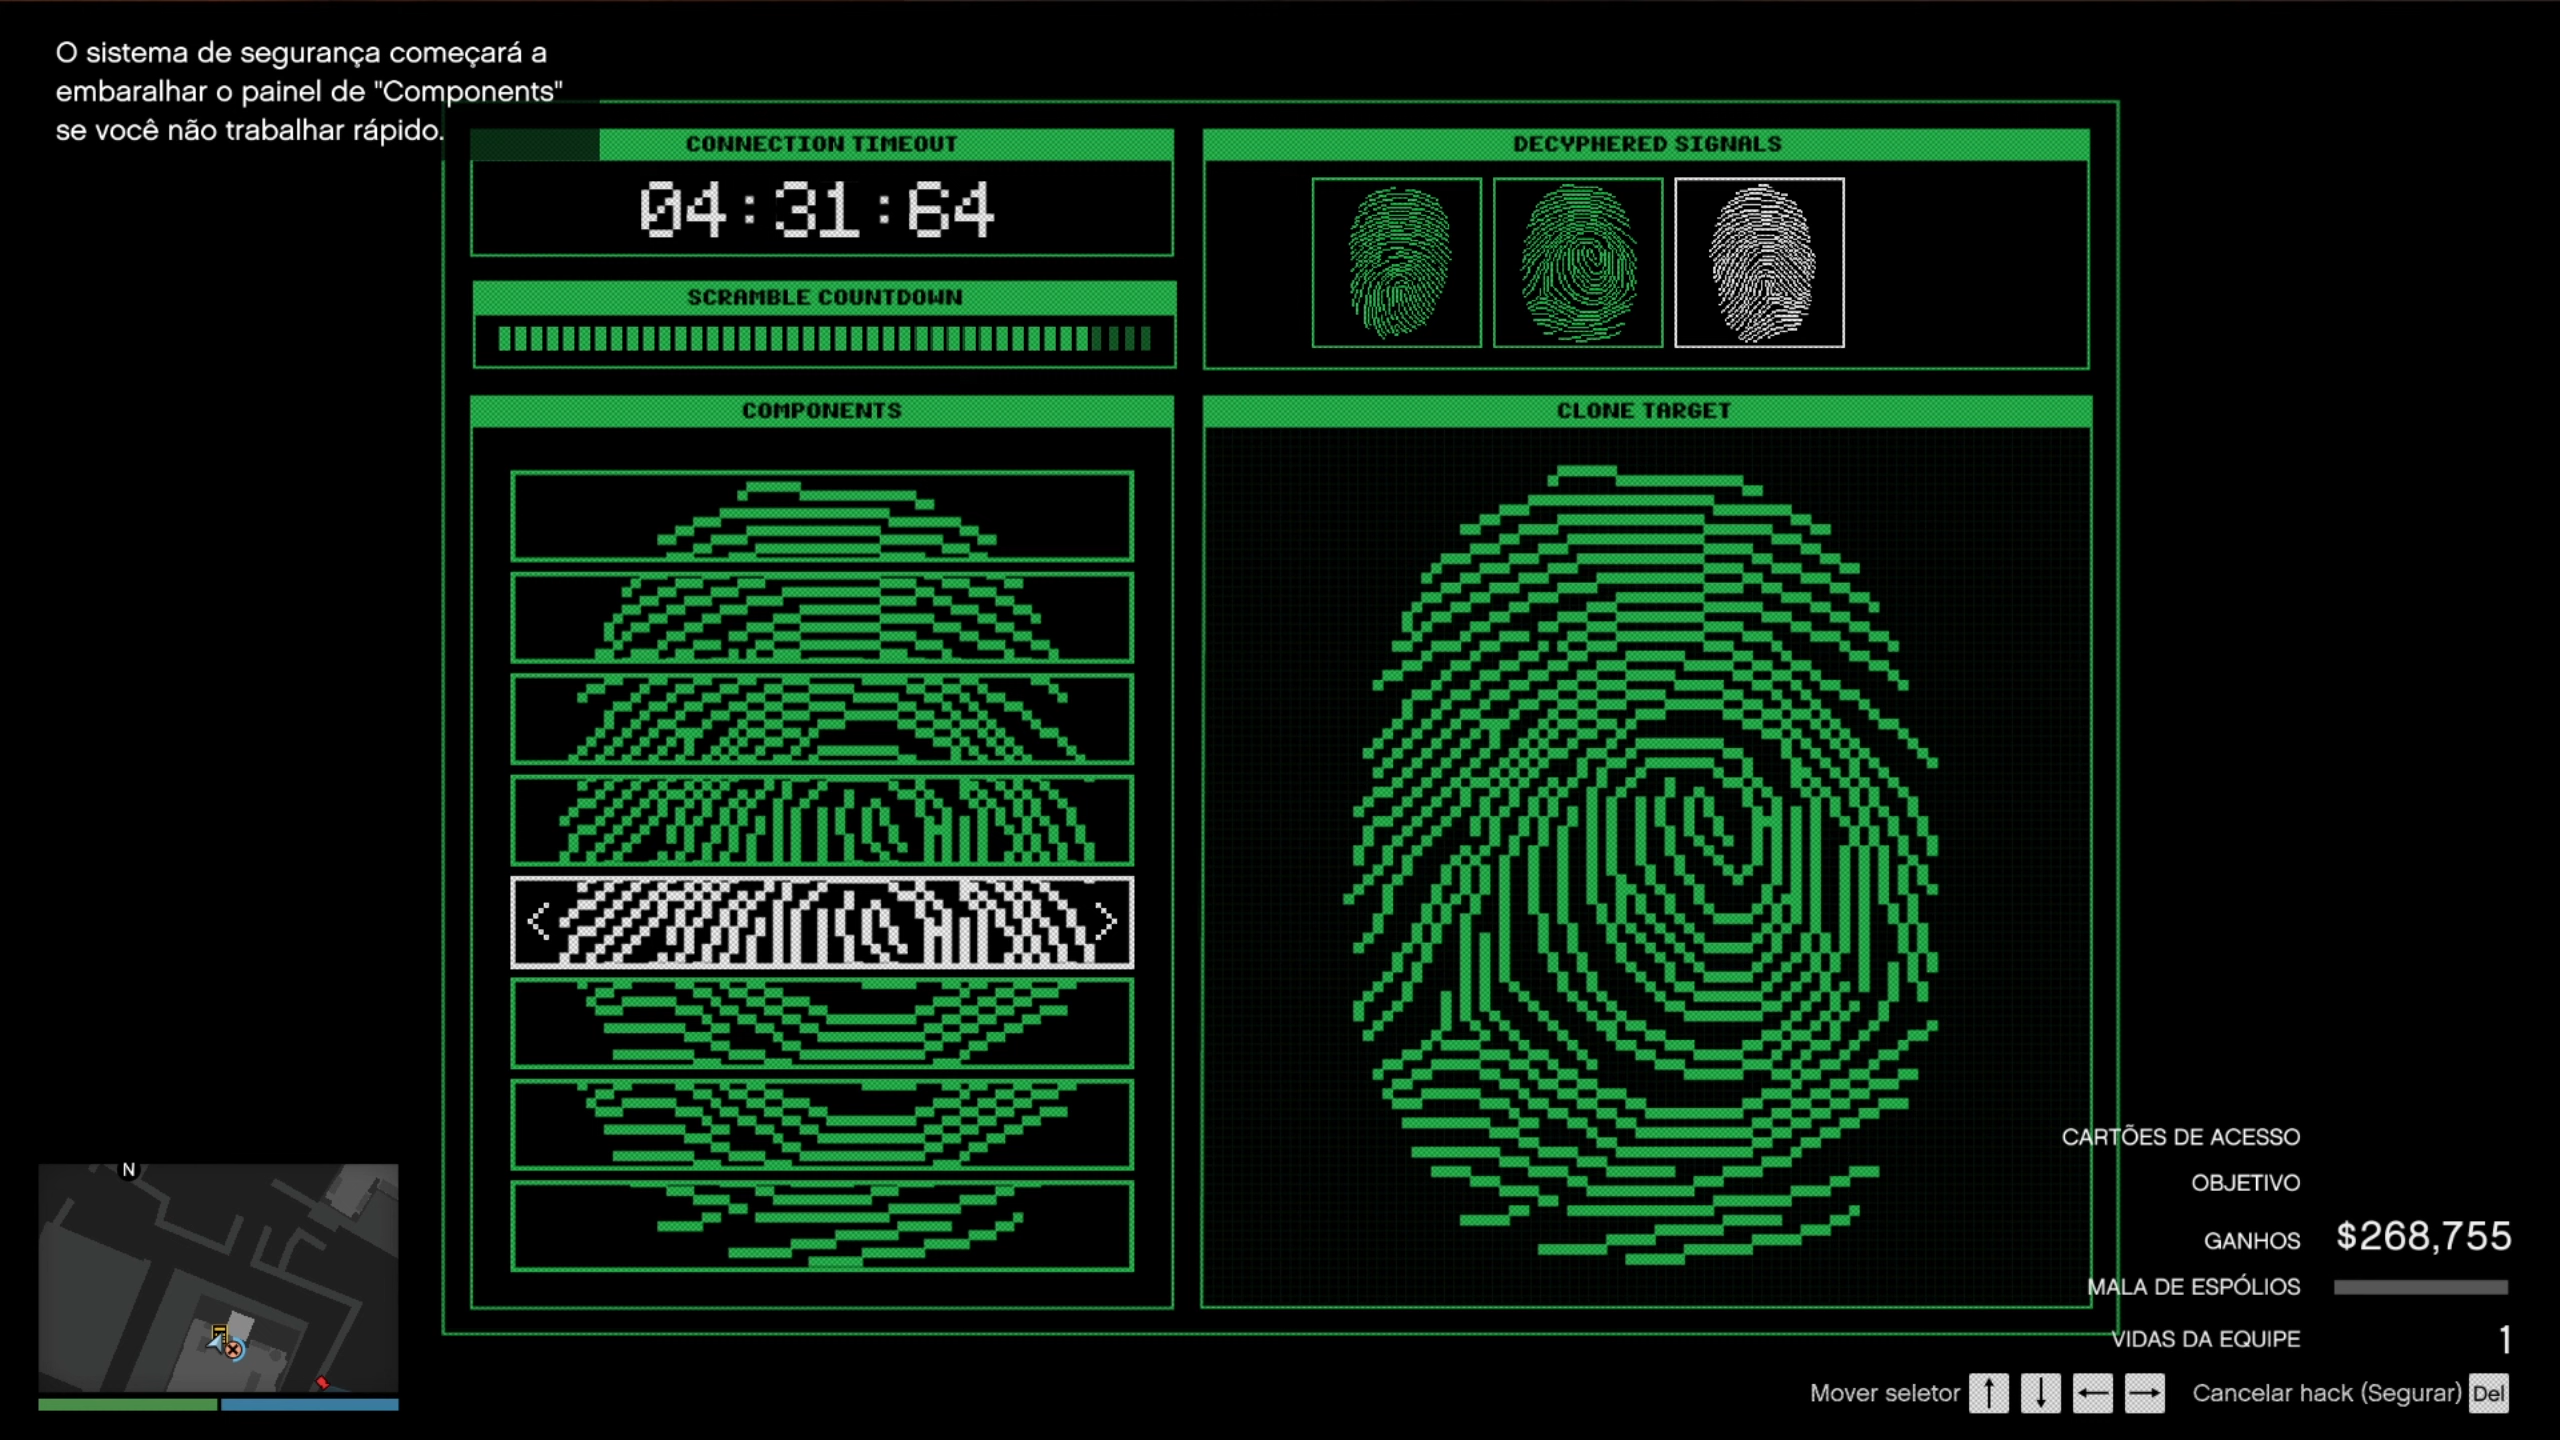 O sistema de segurança começará a
embaralhar o painel de "Components"
se você não trabalhar rápido.
CONNECTION TIMEOUT
04:31:64
DECYPHERED SIGNALS
SCRAMBLE COUNTDOWN
COMPONENTS
CLONE TARGET
CARTÕES DE ACESSO
OBJETIVO
GANHOS $268,755
MALA DE ESPÓLIOS
VIDAS DA EQUIPE 1
N
Mover seletor ↑ ↓ ← → Cancelar hack (Segurar) Del